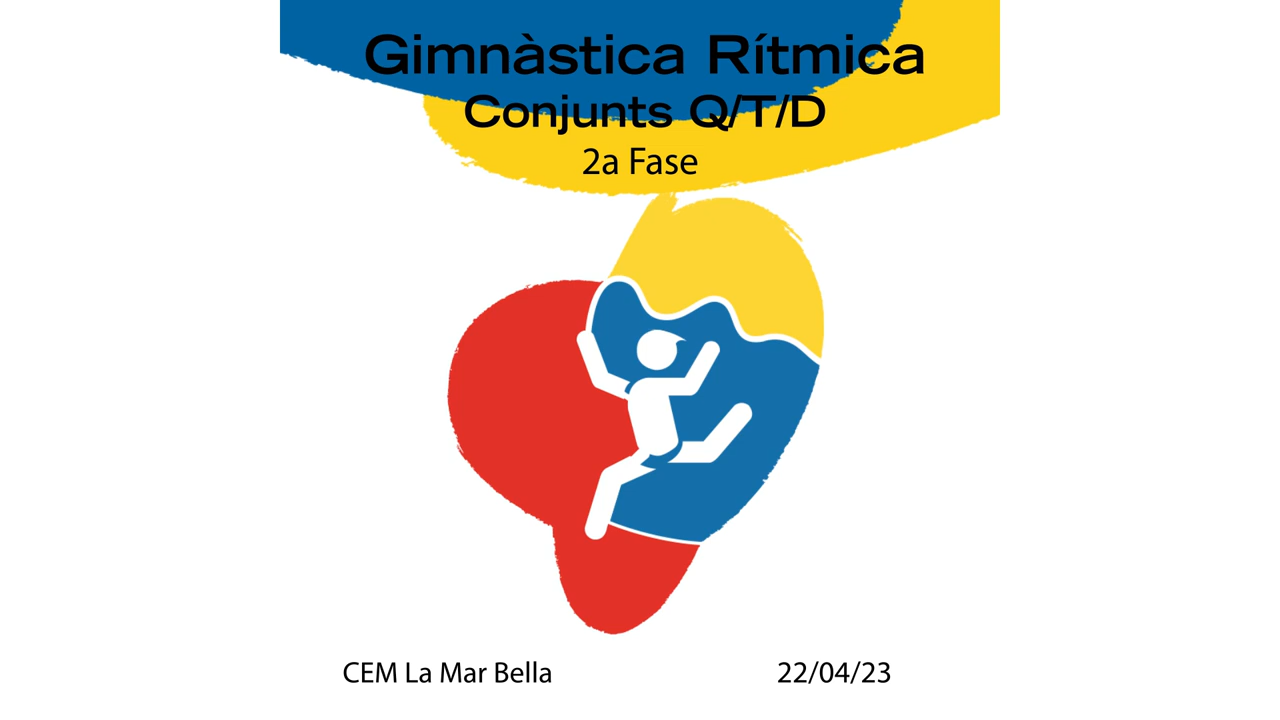 Gimnàstica Rítmica
Conjunts Q/T/D
2a Fase
CEM La Mar Bella
22/04/23